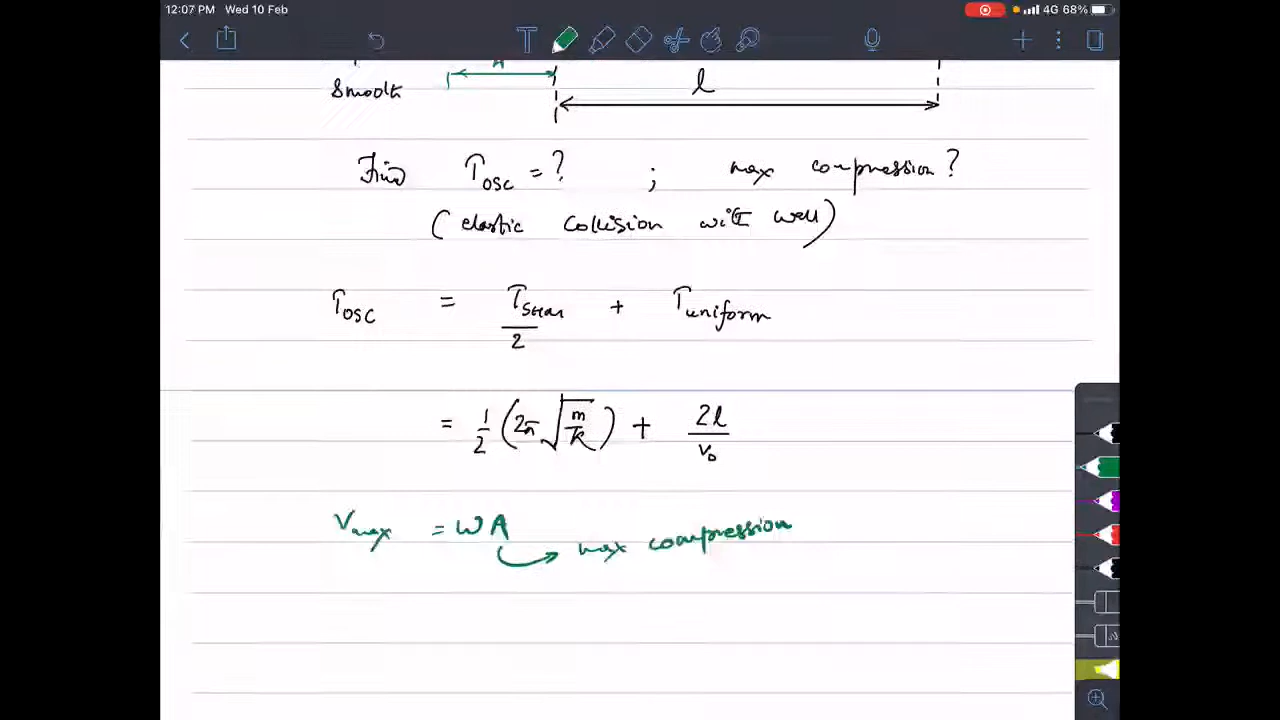 12:07 PM Wed 10 Feb
4G 68%
T
A
Smooth
l
Find T_osc = ? ; max compression ?
(elastic collision with wall)
T_osc = T_SHM/2 + T_uniform
= 1/2 (2π √(m/k)) + 2l/v₀
V_max = ωA → max compression